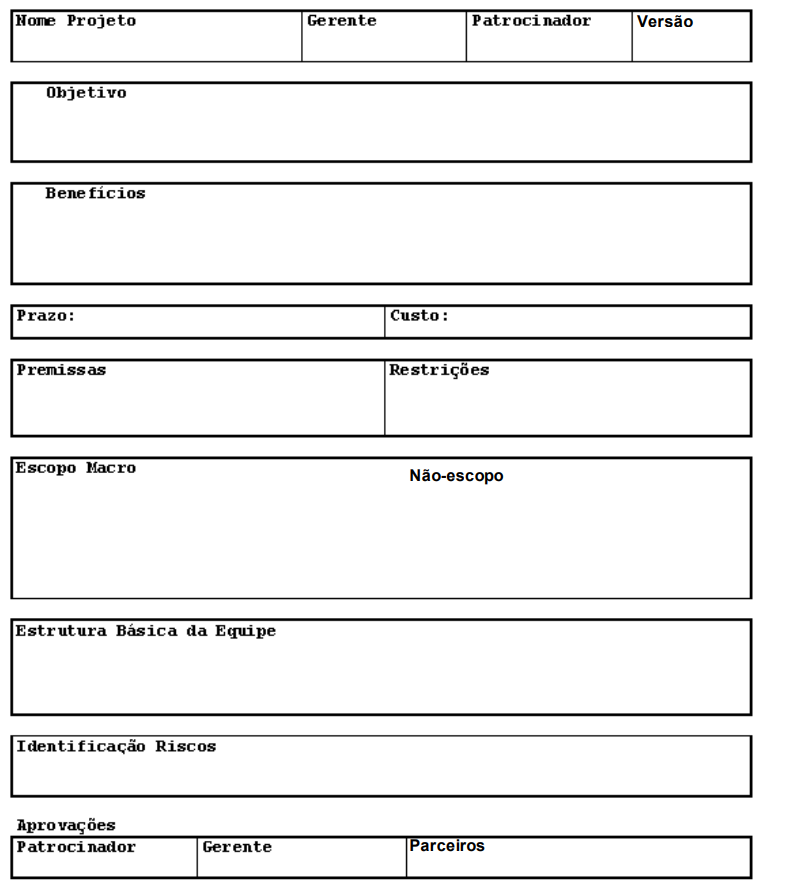 Nome Projeto Gerente Patrocinador Versão
Objetivo
Benefícios
Prazo: Custo:
Premissas Restrições
Escopo Macro Não-escopo
Estrutura Básica da Equipe
Identificação Riscos
Aprovações
Patrocinador Gerente Parceiros